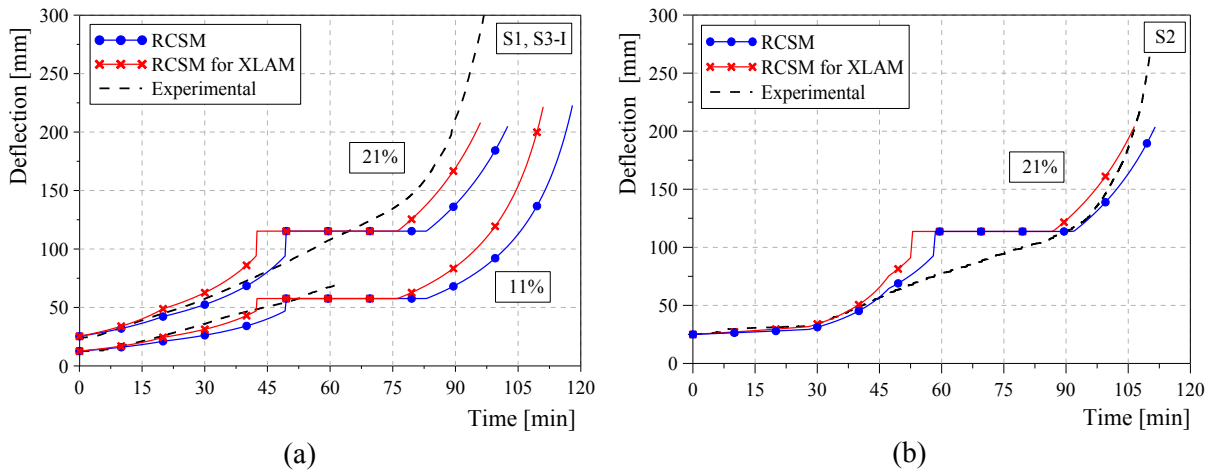 300
250
200
150
100
50
0
Deflection [mm]
RCSM
RCSM for XLAM
Experimental
S1, S3-I
21%
11%
0 15 30 45 60 75 90 105 120
Time [min]
(a)
300
250
200
150
100
50
0
Deflection [mm]
RCSM
RCSM for XLAM
Experimental
S2
21%
0 15 30 45 60 75 90 105 120
Time [min]
(b)